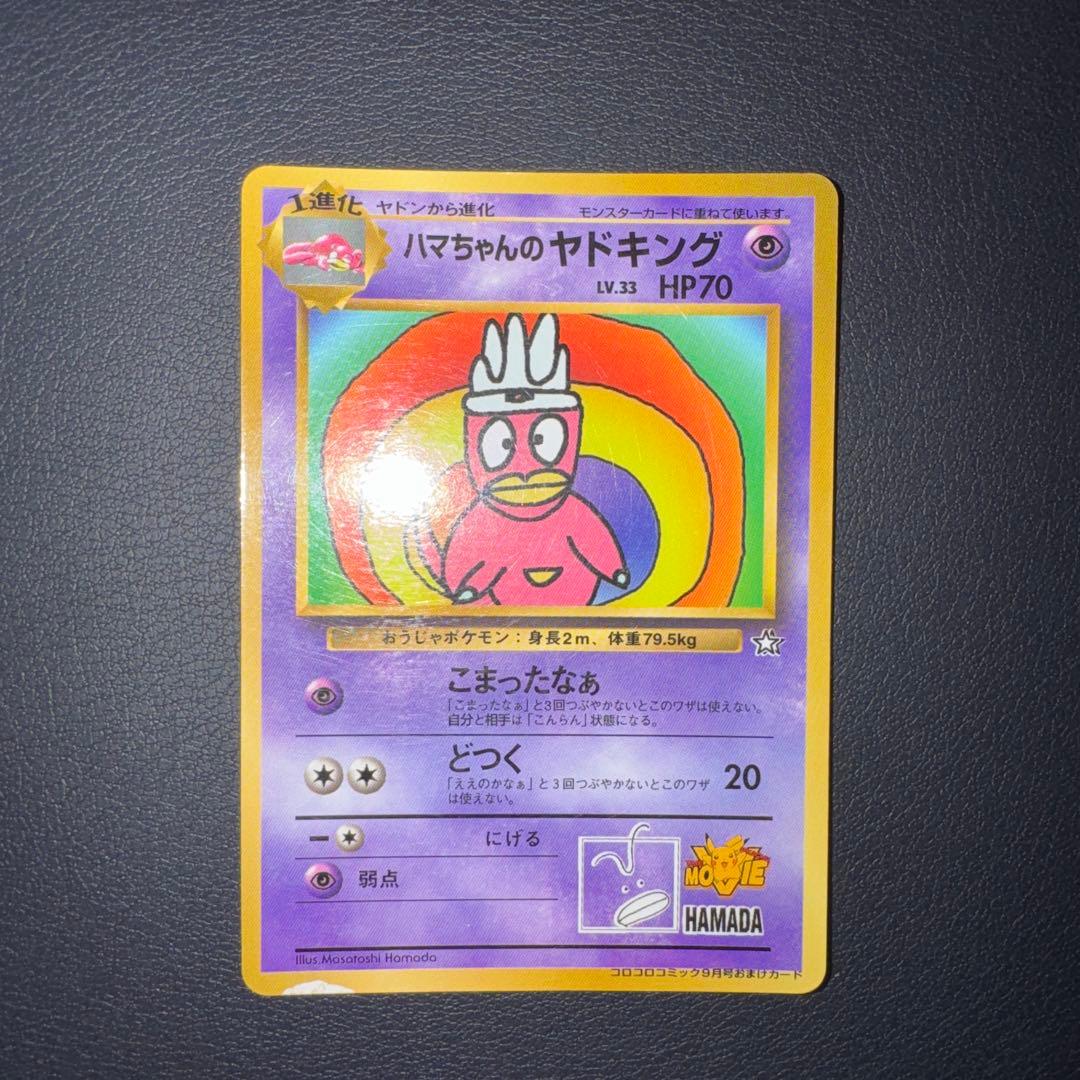 1進化
ヤドンから進化
モンスターカードに重ねて使います
ハマちゃんのヤドキング
LV.33 HP70
おうじゃポケモン：身長2m、体重79.5kg
こまったなぁ
「こまったなぁ」と3回つぶやかないとこのワザは使えない。
自分と相手は「こんらん」状態になる。
どつく
20
「ええのかなぁ」と3回つぶやかないとこのワザ
は使えない。
にげる
弱点
MOVIE
HAMADA
Illus.Masatoshi Hamada
コロコロコミック9月号おまけカード